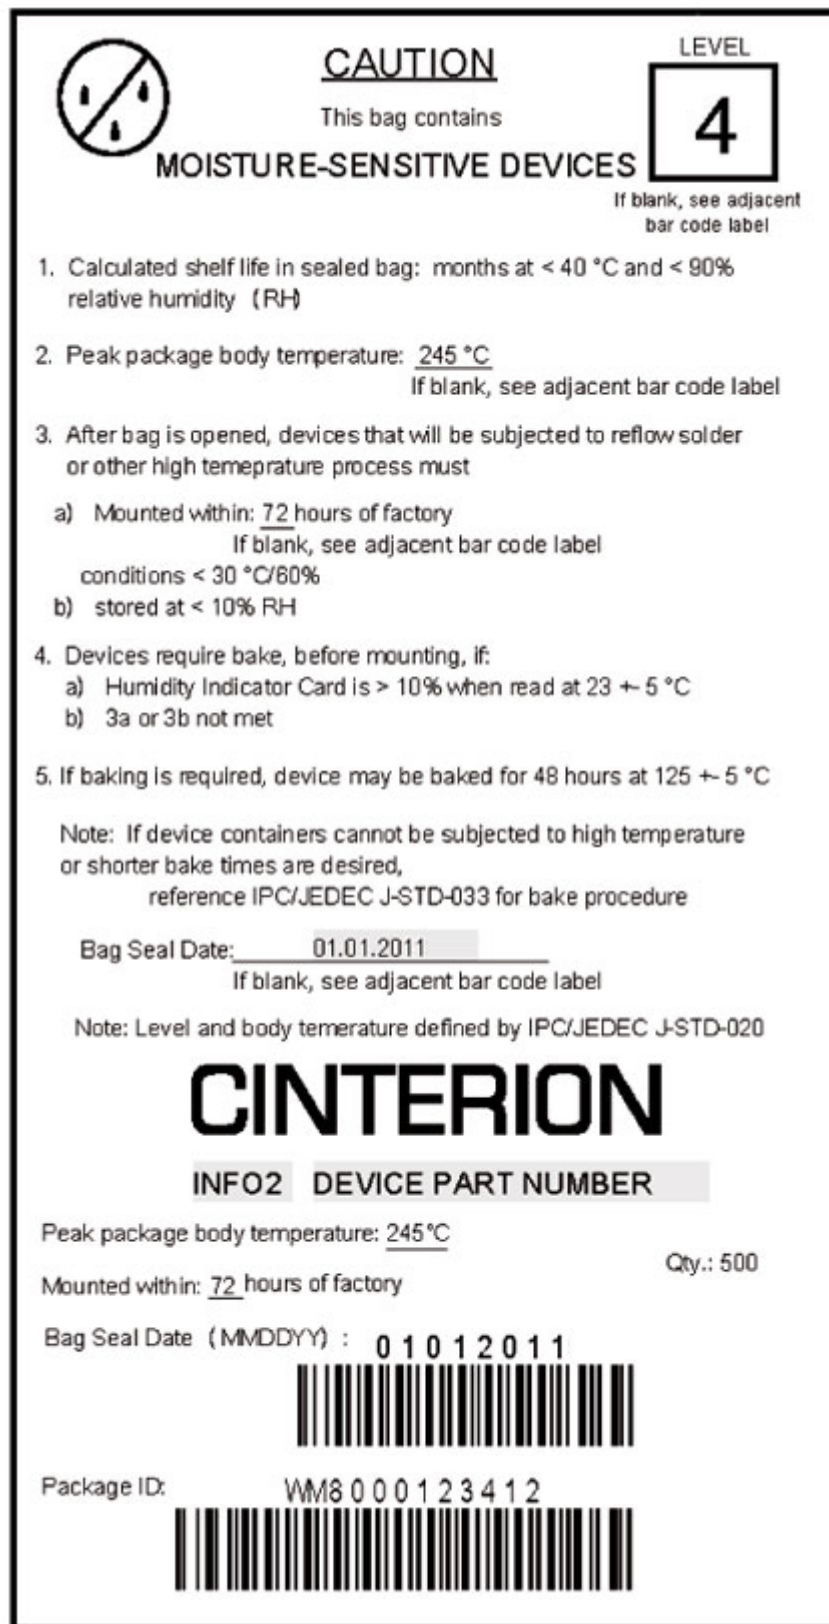 CAUTION
LEVEL
4
This bag contains
MOISTURE-SENSITIVE DEVICES
If blank, see adjacent
bar code label
1. Calculated shelf life in sealed bag: months at < 40 °C and < 90%
relative humidity (RH)
2. Peak package body temperature: 245 °C
If blank, see adjacent bar code label
3. After bag is opened, devices that will be subjected to reflow solder
or other high temeprature process must
a) Mounted within: 72 hours of factory
If blank, see adjacent bar code label
conditions < 30 °C/60%
b) stored at < 10% RH
4. Devices require bake, before mounting, if:
a) Humidity Indicator Card is > 10% when read at 23 +- 5 °C
b) 3a or 3b not met
5. If baking is required, device may be baked for 48 hours at 125 +- 5 °C
Note: If device containers cannot be subjected to high temperature
or shorter bake times are desired,
reference IPC/JEDEC J-STD-033 for bake procedure
Bag Seal Date: 01.01.2011
If blank, see adjacent bar code label
Note: Level and body temerature defined by IPC/JEDEC J-STD-020
CINTERION
INFO2 DEVICE PART NUMBER
Peak package body temperature: 245°C
Qty.: 500
Mounted within: 72 hours of factory
Bag Seal Date (MMDDYY) : 01012011
Package ID: WM8000123412